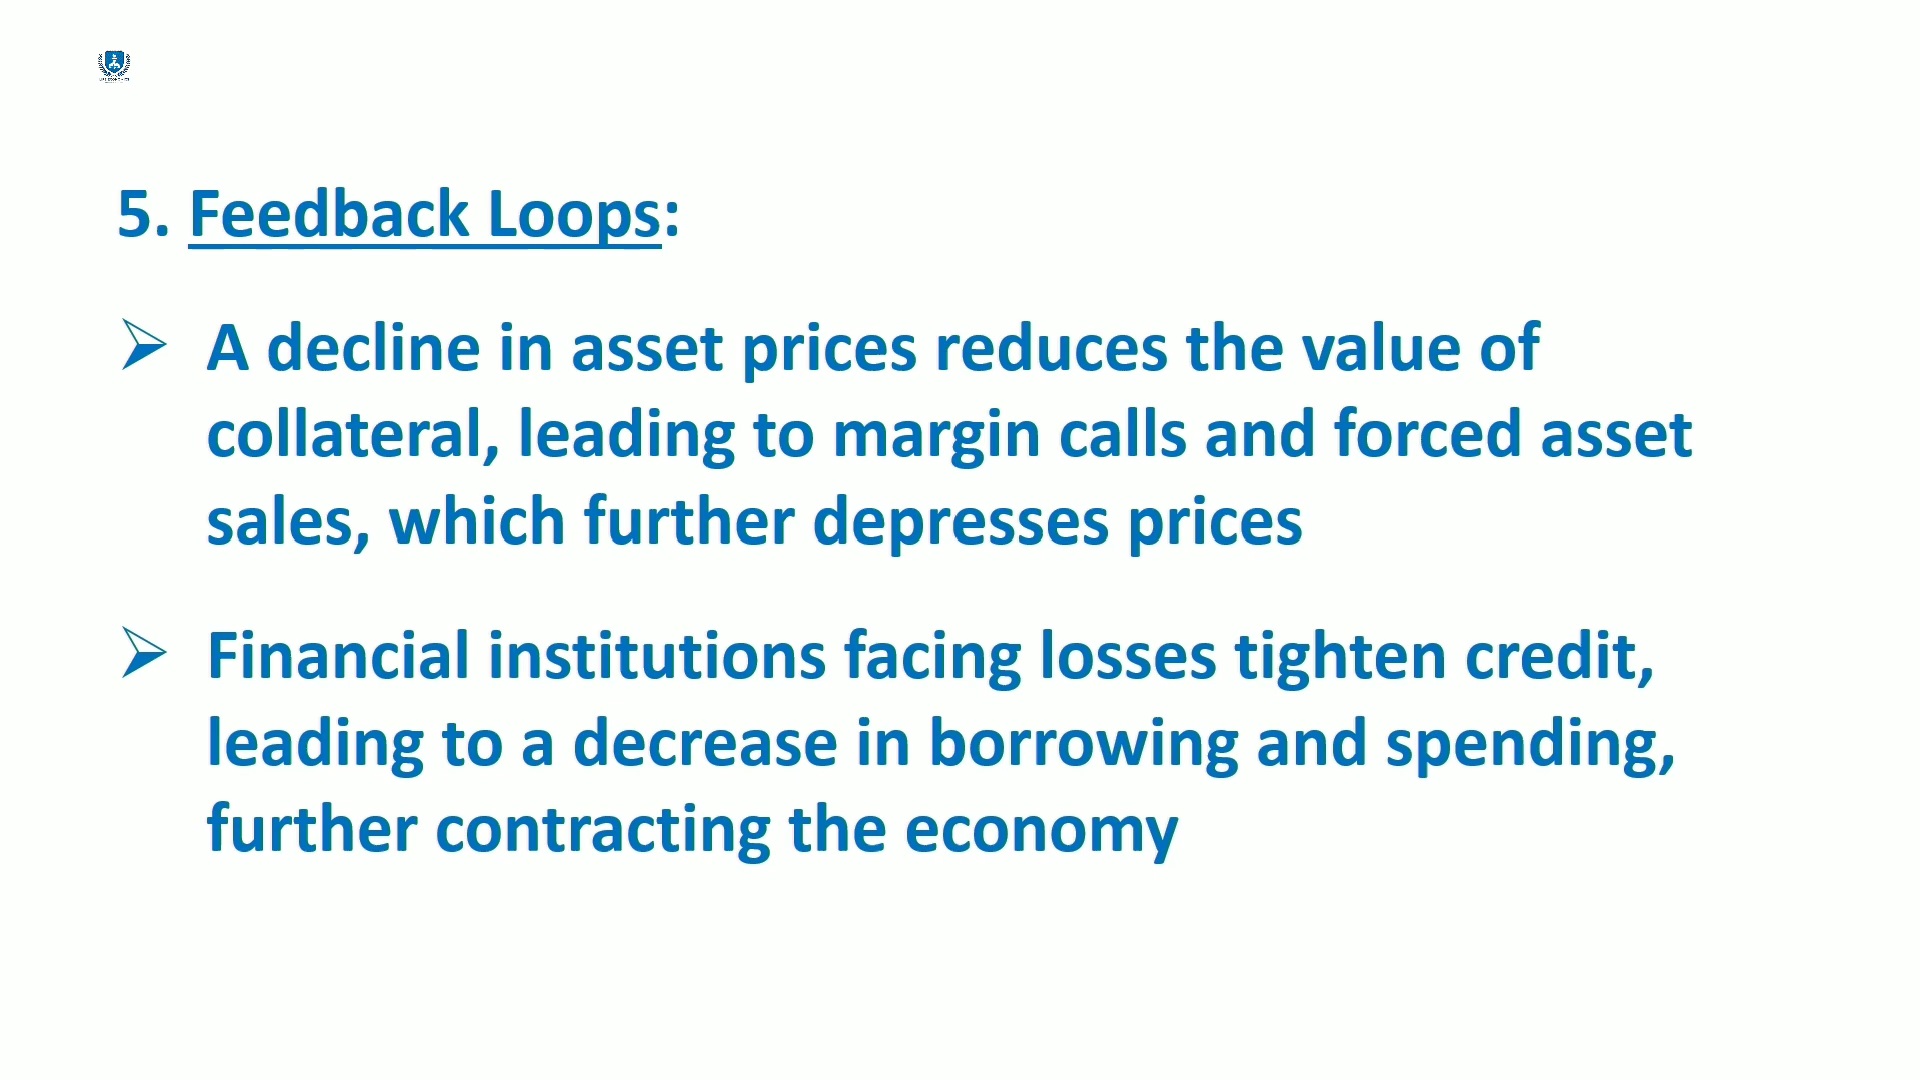 5. Feedback Loops:
A decline in asset prices reduces the value of
collateral, leading to margin calls and forced asset
sales, which further depresses prices
Financial institutions facing losses tighten credit,
leading to a decrease in borrowing and spending,
further contracting the economy